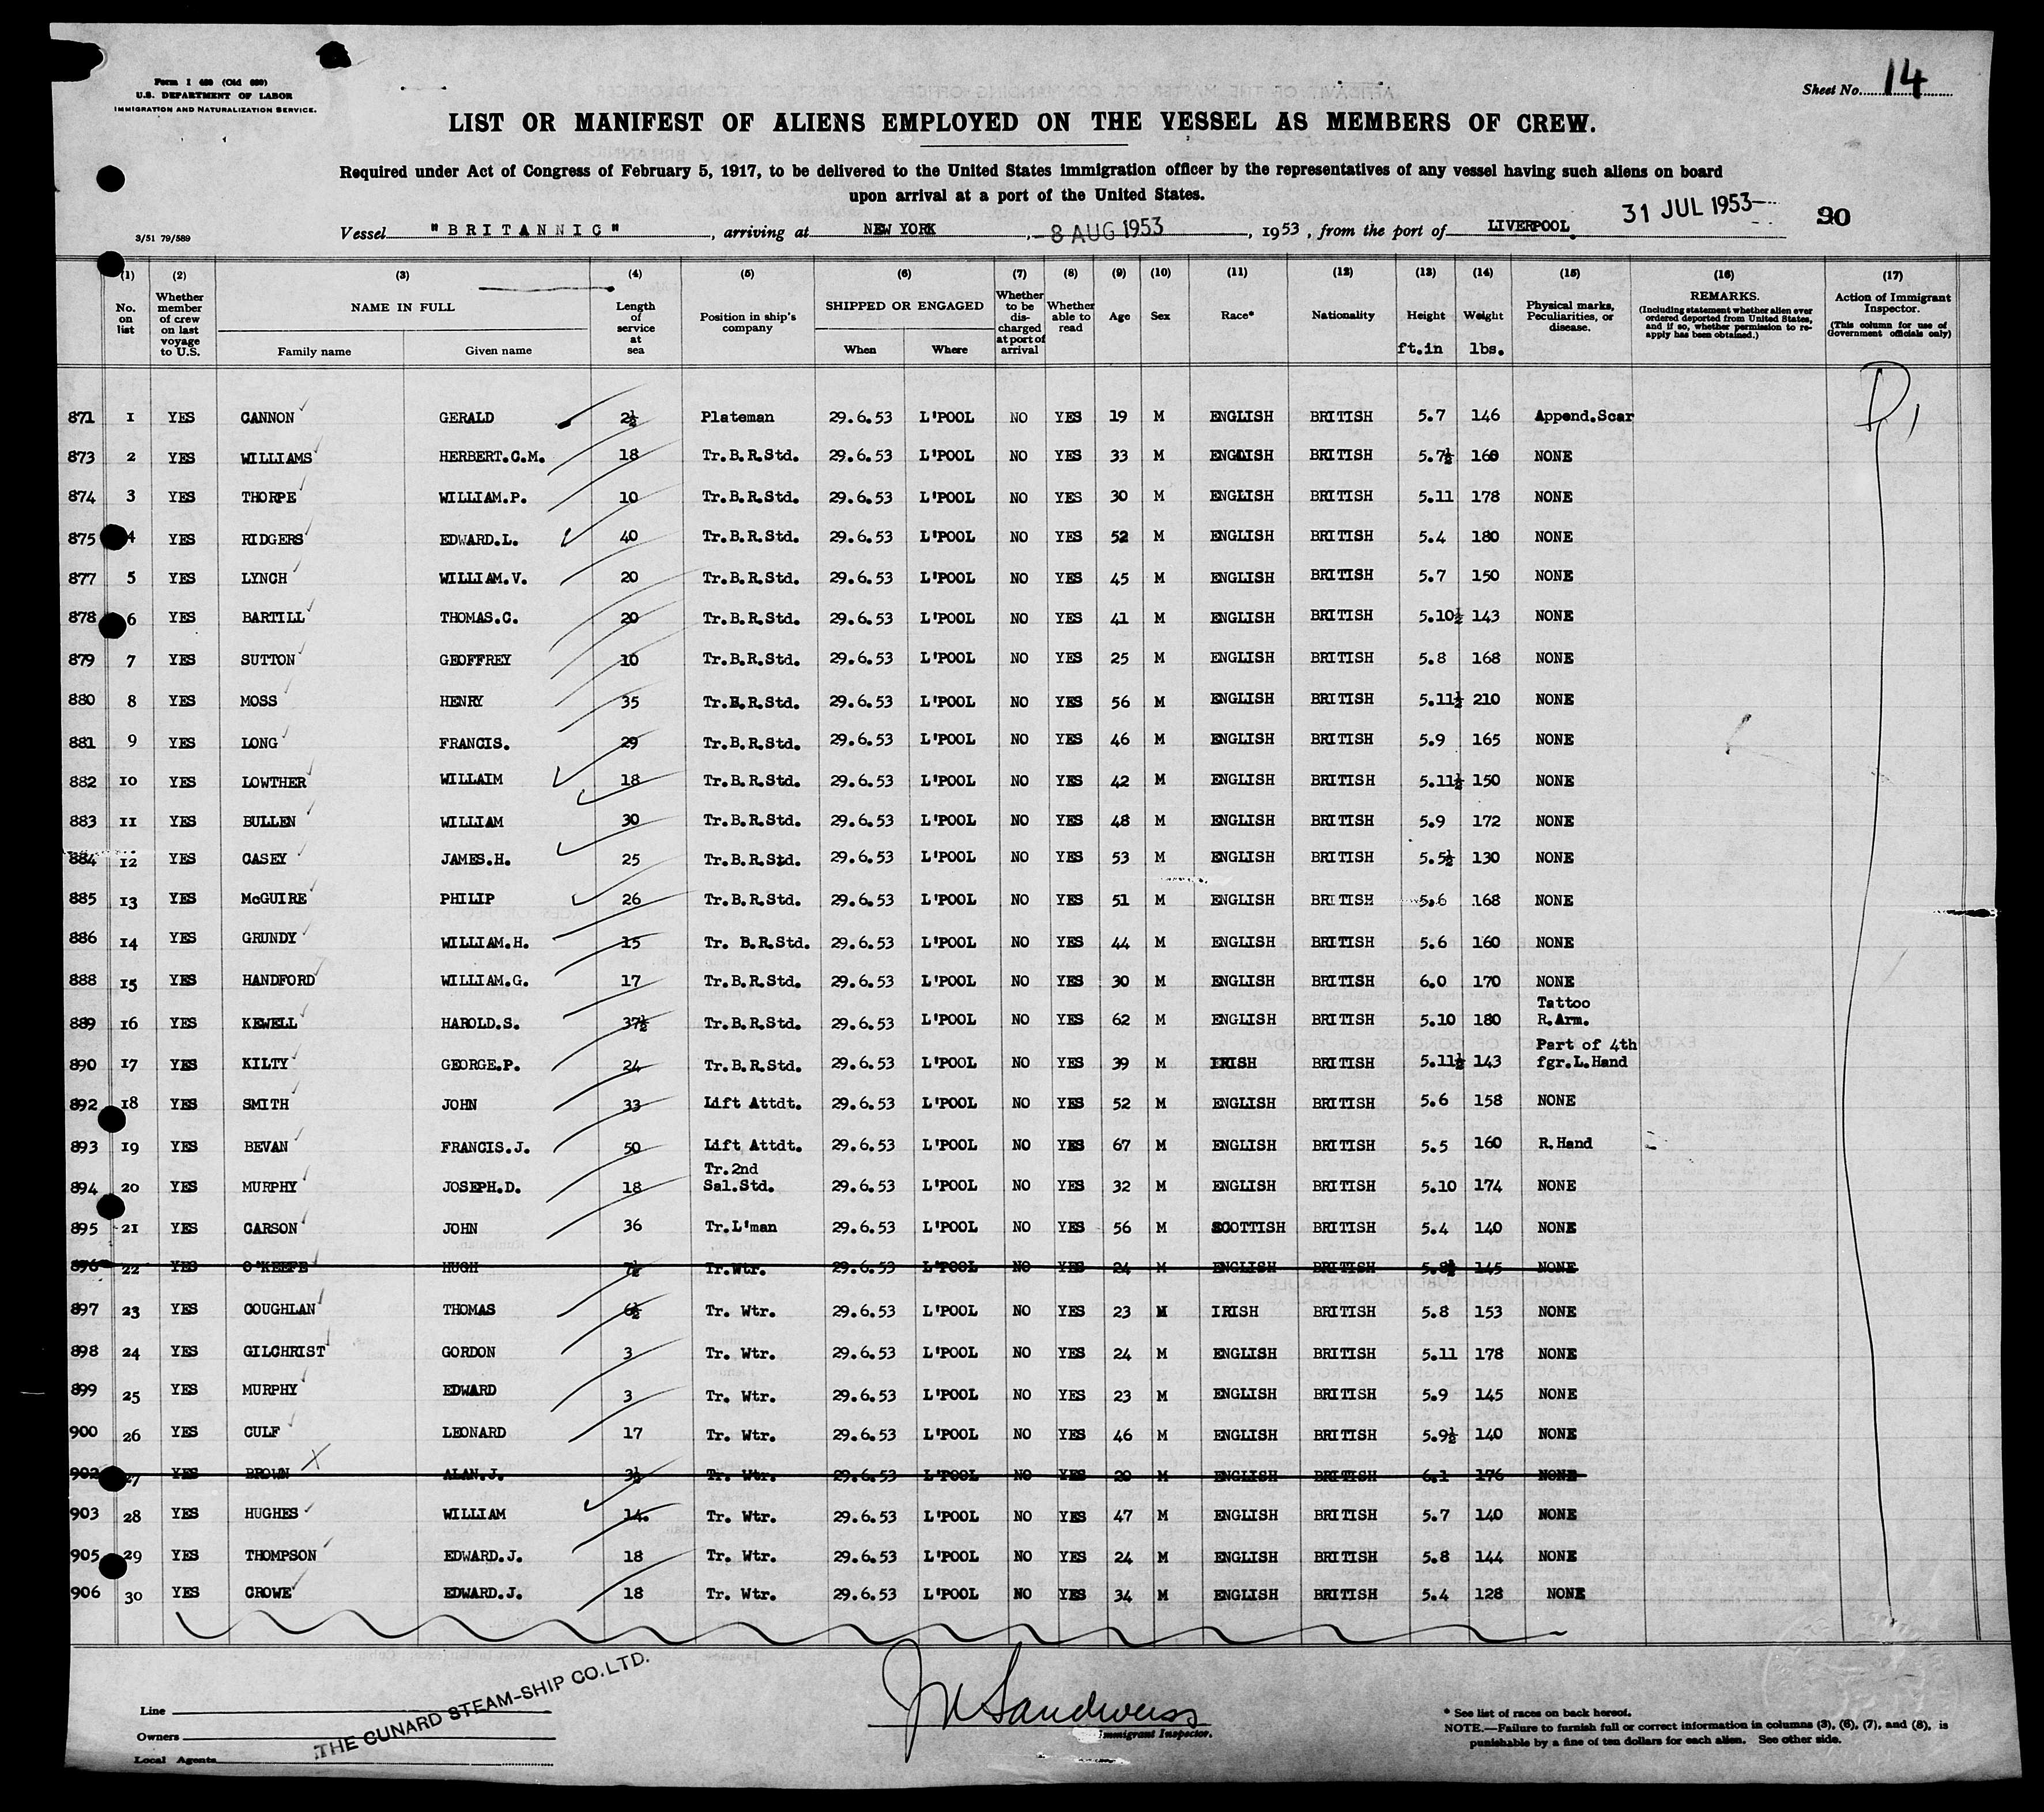 Form I 489 (Old 689)
U.S. DEPARTMENT OF LABOR
IMMIGRATION AND NATURALIZATION SERVICE.
Sheet No. 14
LIST OR MANIFEST OF ALIENS EMPLOYED ON THE VESSEL AS MEMBERS OF CREW.
Required under Act of Congress of February 5, 1917, to be delivered to the United States immigration officer by the representatives of any vessel having such aliens on board
upon arrival at a port of the United States.
3/51 79/589
Vessel "BRITANNIC", arriving at NEW YORK, 8 AUG 1953, 1953, from the port of LIVERPOOL 31 JUL 1953 30
(1) (2) (3) (4) (5) (6) (7) (8) (9) (10) (11) (12) (13) (14) (15) (16) (17)
No. on list | Whether member of crew on last voyage to U.S. | NAME IN FULL Family name Given name | Length of service at sea | Position in ship's company | SHIPPED OR ENGAGED When Where | Whether to be discharged at port of arrival | Whether able to read | Age | Sex | Race* | Nationality | Height ft.in | Weight lbs. | Physical marks, Peculiarities, or disease. | REMARKS. (Including statement whether alien ever ordered deported from United States, and if so, whether permission to re-apply has been obtained.) | Action of Immigrant Inspector. (This column for use of Government officials only)
871 1 YES CANNON GERALD 2½ Plateman 29.6.53 L'POOL NO YES 19 M ENGLISH BRITISH 5.7 146 Append.Scar
873 2 YES WILLIAMS HERBERT.G.M. 18 Tr.B.R.Std. 29.6.53 L'POOL NO YES 33 M ENGLISH BRITISH 5.7½ 160 NONE
874 3 YES THORPE WILLIAM.P. 10 Tr.B.R.Std. 29.6.53 L'POOL NO YES 30 M ENGLISH BRITISH 5.11 178 NONE
875 4 YES RIDGERS EDWARD.L. 40 Tr.B.R.Std. 29.6.53 L'POOL NO YES 52 M ENGLISH BRITISH 5.4 180 NONE
877 5 YES LYNCH WILLIAM.V. 20 Tr.B.R.Std. 29.6.53 L'POOL NO YES 45 M ENGLISH BRITISH 5.7 150 NONE
878 6 YES BARTILL THOMAS.C. 20 Tr.B.R.Std. 29.6.53 L'POOL NO YES 41 M ENGLISH BRITISH 5.10½ 143 NONE
879 7 YES SUTTON GEOFFREY 10 Tr.B.R.Std. 29.6.53 L'POOL NO YES 25 M ENGLISH BRITISH 5.8 168 NONE
880 8 YES MOSS HENRY 35 Tr.B.R.Std. 29.6.53 L'POOL NO YES 56 M ENGLISH BRITISH 5.11½ 210 NONE
881 9 YES LONG FRANCIS. 29 Tr.B.R.Std. 29.6.53 L'POOL NO YES 46 M ENGLISH BRITISH 5.9 165 NONE
882 10 YES LOWTHER WILLAIM 18 Tr.B.R.Std. 29.6.53 L'POOL NO YES 42 M ENGLISH BRITISH 5.11½ 150 NONE
883 11 YES BULLEN WILLIAM 30 Tr.B.R.Std. 29.6.53 L'POOL NO YES 48 M ENGLISH BRITISH 5.9 172 NONE
884 12 YES CASEY JAMES.H. 25 Tr.B.R.Std. 29.6.53 L'POOL NO YES 53 M ENGLISH BRITISH 5.5½ 130 NONE
885 13 YES McGUIRE PHILIP 26 Tr.B.R.Std. 29.6.53 L'POOL NO YES 51 M ENGLISH BRITISH 5.6 168 NONE
886 14 YES GRUNDY WILLIAM.H. 15 Tr. B.R.Std. 29.6.53 L'POOL NO YES 44 M ENGLISH BRITISH 5.6 160 NONE
888 15 YES HANDFORD WILLIAM.G. 17 Tr.B.R.Std. 29.6.53 L'POOL NO YES 30 M ENGLISH BRITISH 6.0 170 NONE
889 16 YES KEWELL HAROLD.S. 37½ Tr.B.R.Std. 29.6.53 L'POOL NO YES 62 M ENGLISH BRITISH 5.10 180 Tattoo R.Arm.
890 17 YES KILTY GEORGE.P. 24 Tr.B.R.Std. 29.6.53 L'POOL NO YES 39 M IRISH BRITISH 5.11½ 143 Part of 4th fgr.L.Hand
892 18 YES SMITH JOHN 33 Lift Attdt. 29.6.53 L'POOL NO YES 52 M ENGLISH BRITISH 5.6 158 NONE
893 19 YES BEVAN FRANCIS.J. 50 Lift Attdt. 29.6.53 L'POOL NO YES 67 M ENGLISH BRITISH 5.5 160 R.Hand
894 20 YES MURPHY JOSEPH.D. 18 Tr.2nd Sal.Std. 29.6.53 L'POOL NO YES 32 M ENGLISH BRITISH 5.10 174 NONE
895 21 YES CARSON JOHN 36 Tr.L'man 29.6.53 L'POOL NO YES 56 M SCOTTISH BRITISH 5.4 140 NONE
896 22 YES O'KEEFE HUGH 7½ Tr.Wtr. 29.6.53 L'POOL NO YES 24 M ENGLISH BRITISH 5.8½ 145 NONE
897 23 YES COUGHLAN THOMAS 6½ Tr. Wtr. 29.6.53 L'POOL NO YES 23 M IRISH BRITISH 5.8 153 NONE
898 24 YES GILCHRIST GORDON 3 Tr. Wtr. 29.6.53 L'POOL NO YES 24 M ENGLISH BRITISH 5.11 178 NONE
899 25 YES MURPHY EDWARD 3 Tr. Wtr. 29.6.53 L'POOL NO YES 23 M ENGLISH BRITISH 5.9 145 NONE
900 26 YES CULF LEONARD 17 Tr. Wtr. 29.6.53 L'POOL NO YES 46 M ENGLISH BRITISH 5.9½ 140 NONE
902 27 YES BROWN ALAN.J. 3½ Tr. Wtr. 29.6.53 L'POOL NO YES 20 M ENGLISH BRITISH 6.1 176 NONE
903 28 YES HUGHES WILLIAM 14. Tr. Wtr. 29.6.53 L'POOL NO YES 47 M ENGLISH BRITISH 5.7 140 NONE
905 29 YES THOMPSON EDWARD.J. 18 Tr. Wtr. 29.6.53 L'POOL NO YES 24 M ENGLISH BRITISH 5.8 144 NONE
906 30 YES CROWE EDWARD.J. 18 Tr. Wtr. 29.6.53 L'POOL NO YES 34 M ENGLISH BRITISH 5.4 128 NONE
Line
Owners
Local Agents
THE CUNARD STEAM-SHIP CO. LTD.
J M Sandweiss
Immigrant Inspector.
* See list of races on back hereof.
NOTE.—Failure to furnish full or correct information in columns (3), (6), (7), and (8), is
punishable by a fine of ten dollars for each alien. See other side.